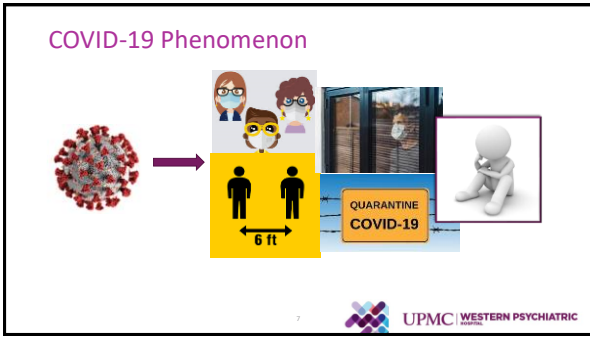 COVID-19 Phenomenon
6 ft
QUARANTINE
COVID-19
7
UPMC WESTERN PSYCHIATRIC
HOSPITAL